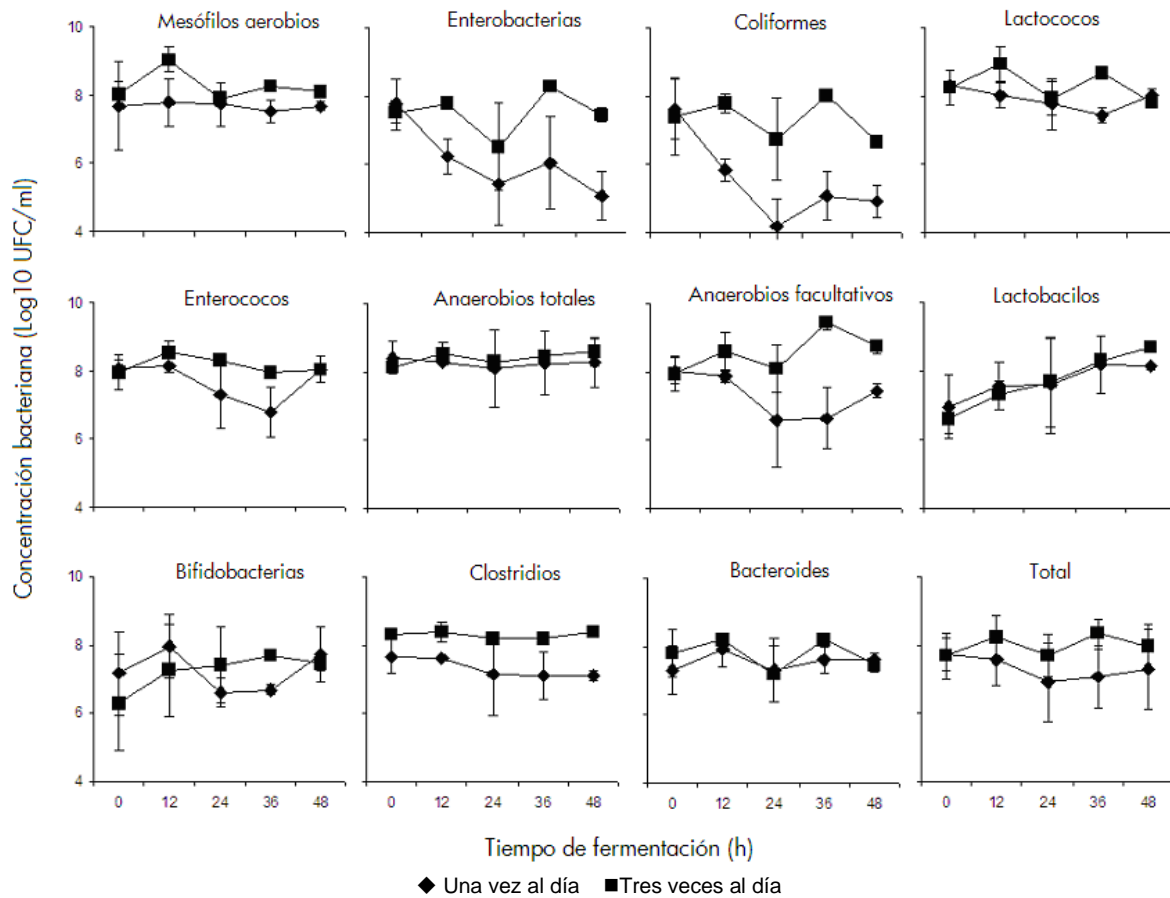 Mesófilos aerobios
Enterobacterias
Coliformes
Lactococos
10
8
6
4
Enterococos
Anaerobios totales
Anaerobios facultativos
Lactobacilos
10
8
6
4
Bifidobacterias
Clostridios
Bacteroides
Total
10
8
6
4
0 12 24 36 48
0 12 24 36 48
0 12 24 36 48
0 12 24 36 48
Concentración bacteriana (Log10 UFC/ml)
Tiempo de fermentación (h)
Una vez al día Tres veces al día